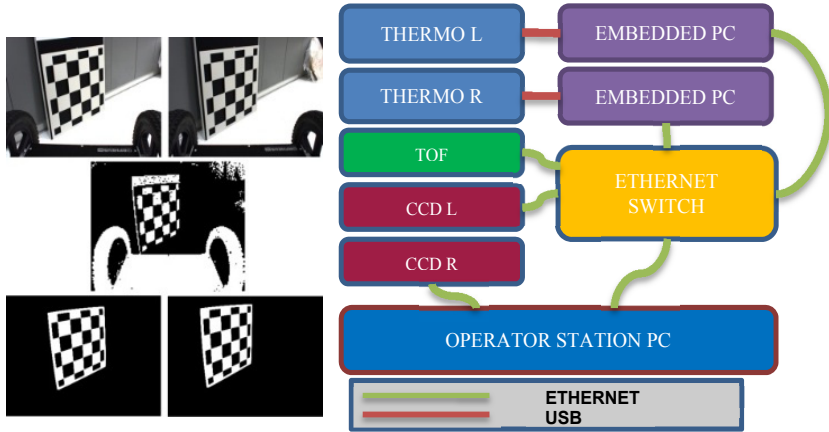 THERMO L
EMBEDDED PC
THERMO R
EMBEDDED PC
TOF
ETHERNET
SWITCH
CCD L
CCD R
OPERATOR STATION PC
ETHERNET
USB